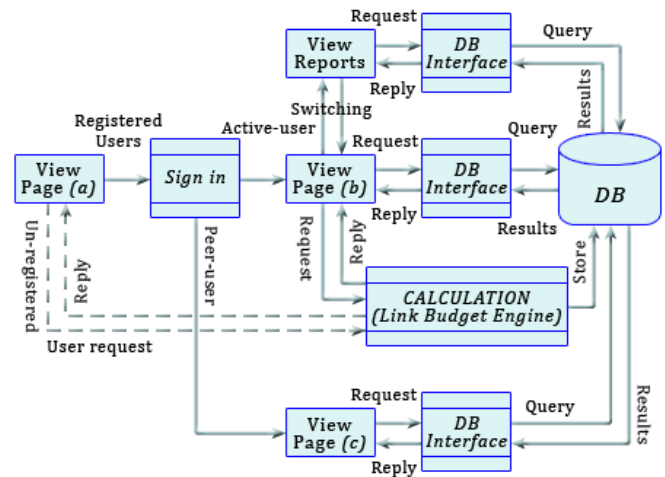 Request
View
Reports
DB
Interface
Query
Reply
Results
Switching
Registered
Users
Active-user
Request
Query
View
Page (a)
Sign in
View
Page (b)
DB
Interface
DB
Reply
Results
Un-registered
Reply
Peer-user
Request
Reply
Store
CALCULATION
(Link Budget Engine)
User request
Request
Query
View
Page (c)
DB
Interface
Reply
Results